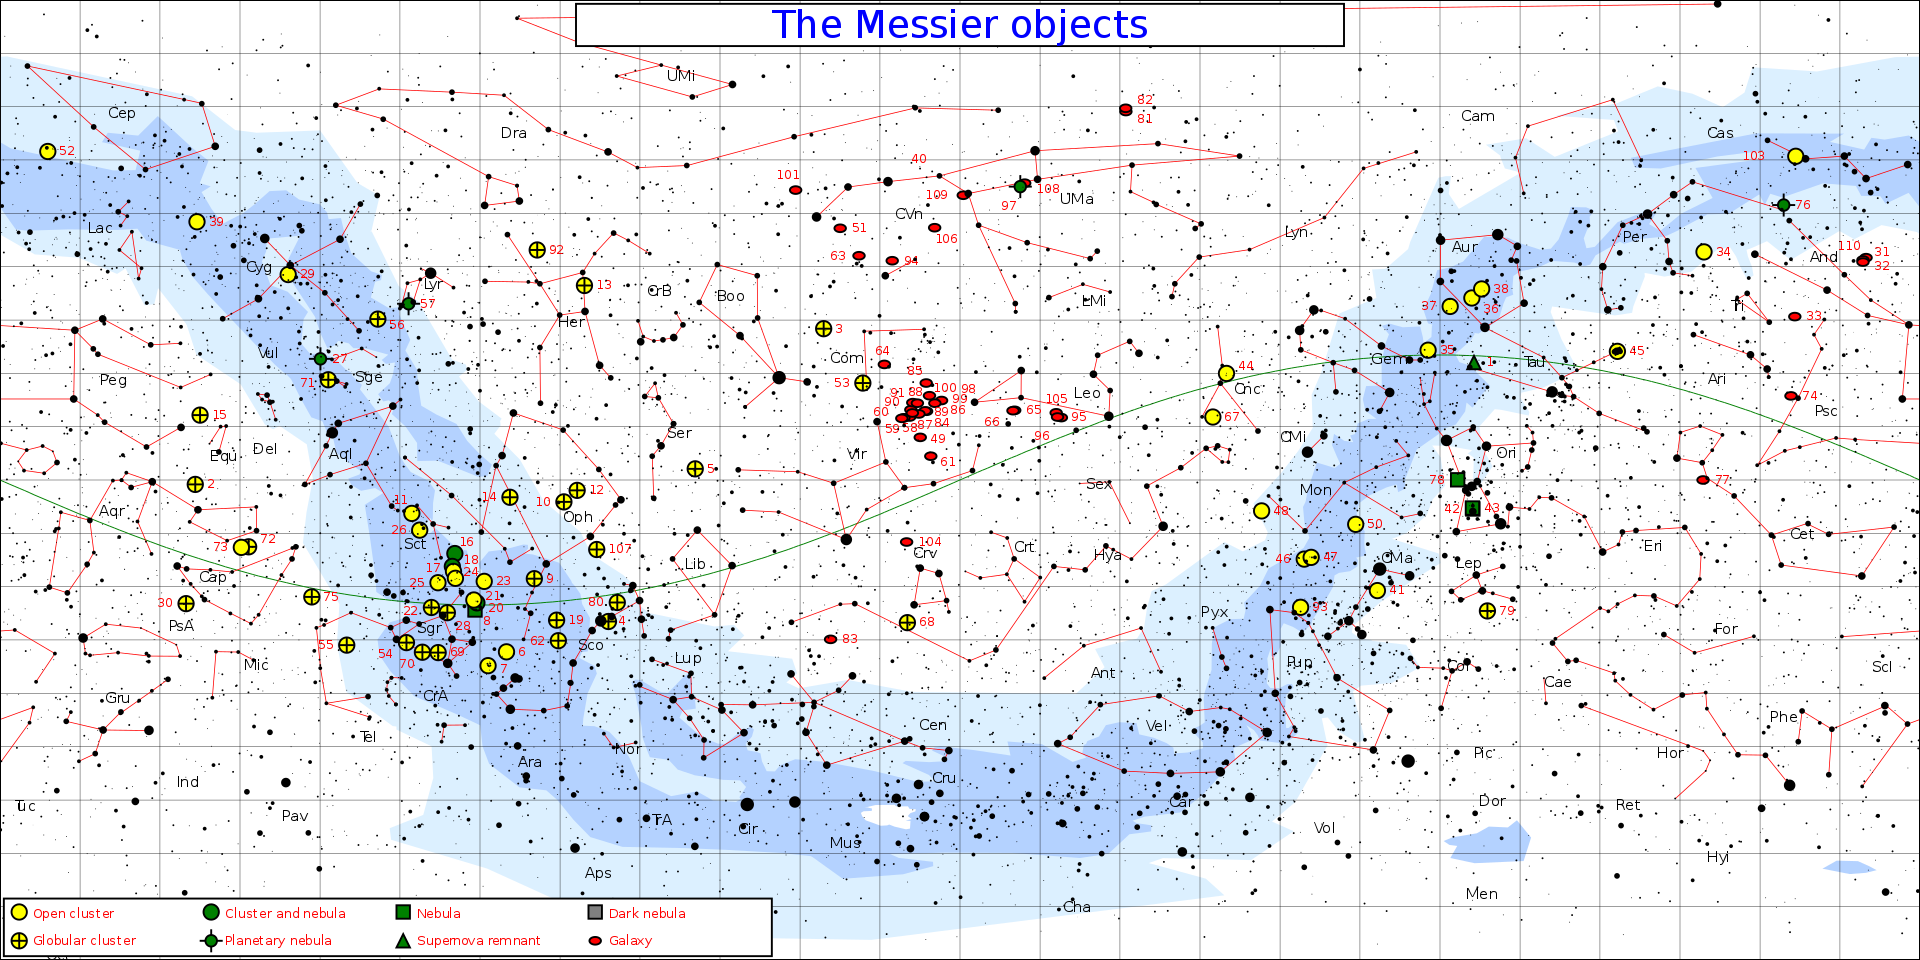 The Messier objects
UMi
82
81
Cep
Dra
Cam
Cas
52
40
103
101
109
108
97
UMa
76
39
Lac
51
CVn
106
Lyn
Aur
Per
34
110
31
32
And
92
63
94
Cyg
29
Lyr
13
CrB
Boo
LMi
38
37
36
57
56
Her
3
Tri
33
Vul
27
Com
64
44
Gem
35
1
Tau
45
71
Sge
53
85
Cnc
Leo
Ari
Peg
100
98
91
88
90
99
105
74
Psc
15
60
86
65
95
67
59
58
87
89
84
66
96
49
Equ
Del
Aql
Ser
Vir
61
CMi
Ori
5
2
14
10
12
Sex
Mon
78
77
Aqr
11
Oph
48
42
43
26
Sct
50
73
72
16
107
104
Crv
Crt
Hya
Eri
Cet
17
18
24
46
47
CMa
Lep
Cap
25
23
9
Lib
41
30
75
22
21
20
80
93
79
PsA
Sgr
28
8
19
4
68
Pyx
For
55
54
70
69
6
62
Sco
83
7
Lup
Mic
Ant
Pup
Col
Cae
Scl
Gru
CrA
Cen
Vel
Phe
Tel
Nor
Ara
Pic
Hor
Ind
Cru
Tuc
Pav
TA
Cir
Car
Dor
Ret
Mus
Vol
Hyi
Aps
Men
Cha
Open cluster
Cluster and nebula
Nebula
Dark nebula
Globular cluster
Planetary nebula
Supernova remnant
Galaxy